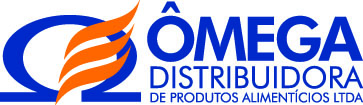 ÔMEGA
DISTRIBUIDORA
DE PRODUTOS ALIMENTÍCIOS LTDA